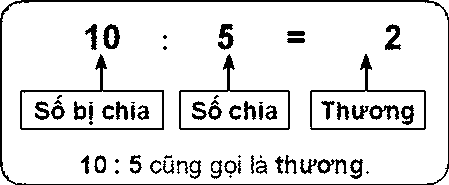 10 : 5 = 2
Số bị chia Số chia Thương
10 : 5 cũng gọi là thương.